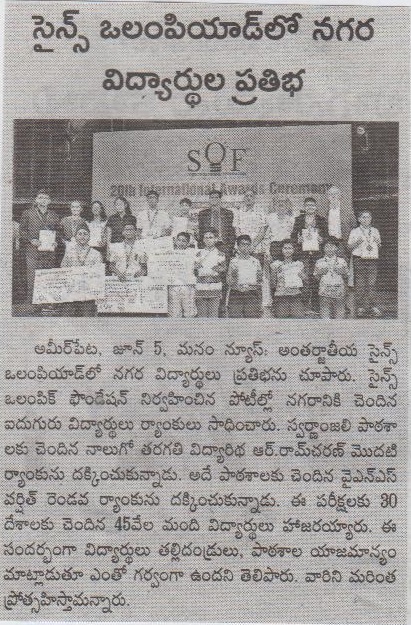 సైన్స్ ఒలంపియాడ్‌లో నగర
విద్యార్థుల ప్రతిభ
SOF
20th International Awards Ceremony
అమీర్‌పేట, జూన్ 5, మనం న్యూస్: అంతర్జాతీయ సైన్స్
ఒలంపియాడ్‌లో నగర విద్యార్థులు ప్రతిభను చూపారు. సైన్స్
ఒలంపిక్ ఫౌండేషన్ నిర్వహించిన పోటీల్లో నగరానికి చెందిన
ఐదుగురు విద్యార్థులు ర్యాంకులు సాధించారు. స్వర్ణాంజలి పాఠశా
లకు చెందిన నాలుగో తరగతి విద్యారిథ ఆర్.రామ్‌చరణ్ మొదటి
ర్యాంకును దక్కించుకున్నాడు. అదే పాఠశాలకు చెందిన వైఎన్ఎస్
వర్షిత్ రెండవ ర్యాంకును దక్కించుకున్నాడు. ఈ పరీక్షలకు 30
దేశాలకు చెందిన 45వేల మంది విద్యార్థులు హాజరయ్యారు. ఈ
సందర్భంగా విద్యార్థులు తల్లిదండ్రులు, పాఠశాల యాజమాన్యం
మాట్లాడుతూ ఎంతో గర్వంగా ఉందని తెలిపారు. వారిని మరింత
ప్రోత్సహిస్తామన్నారు.